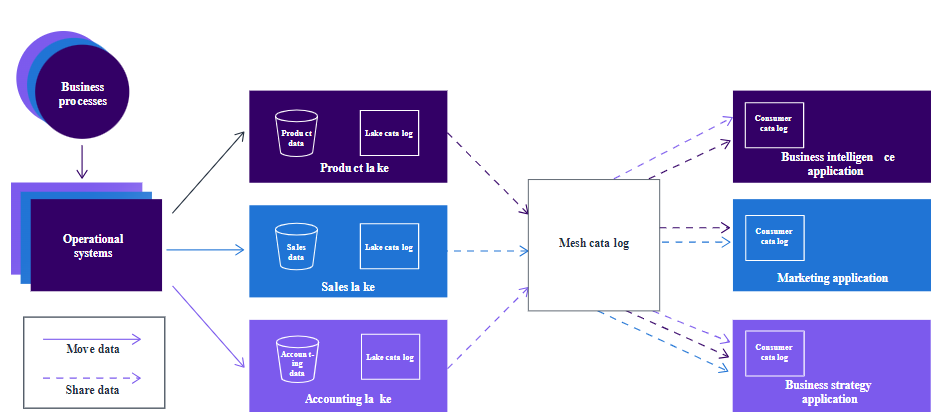 Business
processes
Operational
systems
Move data
Share data
Product
data
Lake catalog
Product lake
Sales
data
Lake catalog
Sales lake
Account-
ing
data
Lake catalog
Accounting lake
Mesh catalog
Consumer
catalog
Business intelligence
application
Consumer
catalog
Marketing application
Consumer
catalog
Business strategy
application